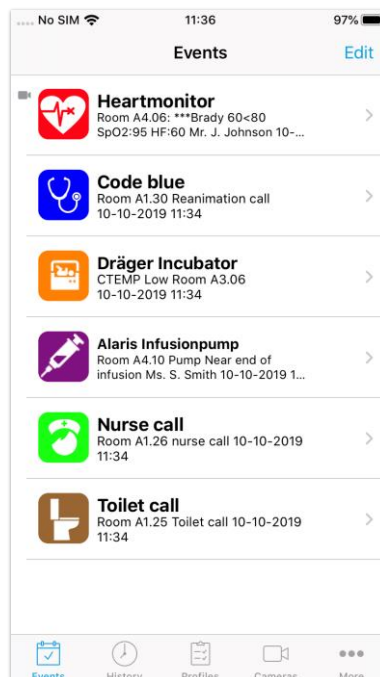 No SIM 11:36 97%
Events Edit
Heartmonitor
Room A4.06: ***Brady 60<80
SpO2:95 HF:60 Mr. J. Johnson 10-...
Code blue
Room A1.30 Reanimation call
10-10-2019 11:34
Dräger Incubator
CTEMP Low Room A3.06
10-10-2019 11:34
Alaris Infusionpump
Room A4.10 Pump Near end of
infusion Ms. S. Smith 10-10-2019 1...
Nurse call
Room A1.26 nurse call 10-10-2019
11:34
Toilet call
Room A1.25 Toilet call 10-10-2019
11:34
Events History Profiles Cameras More